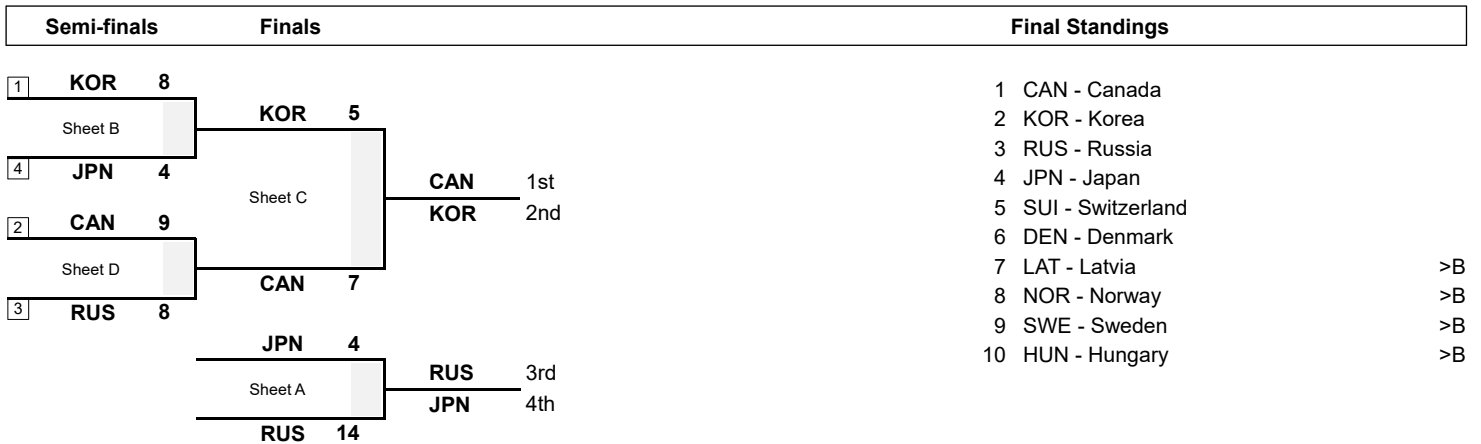 Semi-finals Finals Final Standings
1 KOR 8
Sheet B
4 JPN 4
2 CAN 9
Sheet D
3 RUS 8
KOR 5
Sheet C
CAN 7
CAN 1st
KOR 2nd
JPN 4
Sheet A
RUS 14
RUS 3rd
JPN 4th
1 CAN - Canada
2 KOR - Korea
3 RUS - Russia
4 JPN - Japan
5 SUI - Switzerland
6 DEN - Denmark
7 LAT - Latvia >B
8 NOR - Norway >B
9 SWE - Sweden >B
10 HUN - Hungary >B